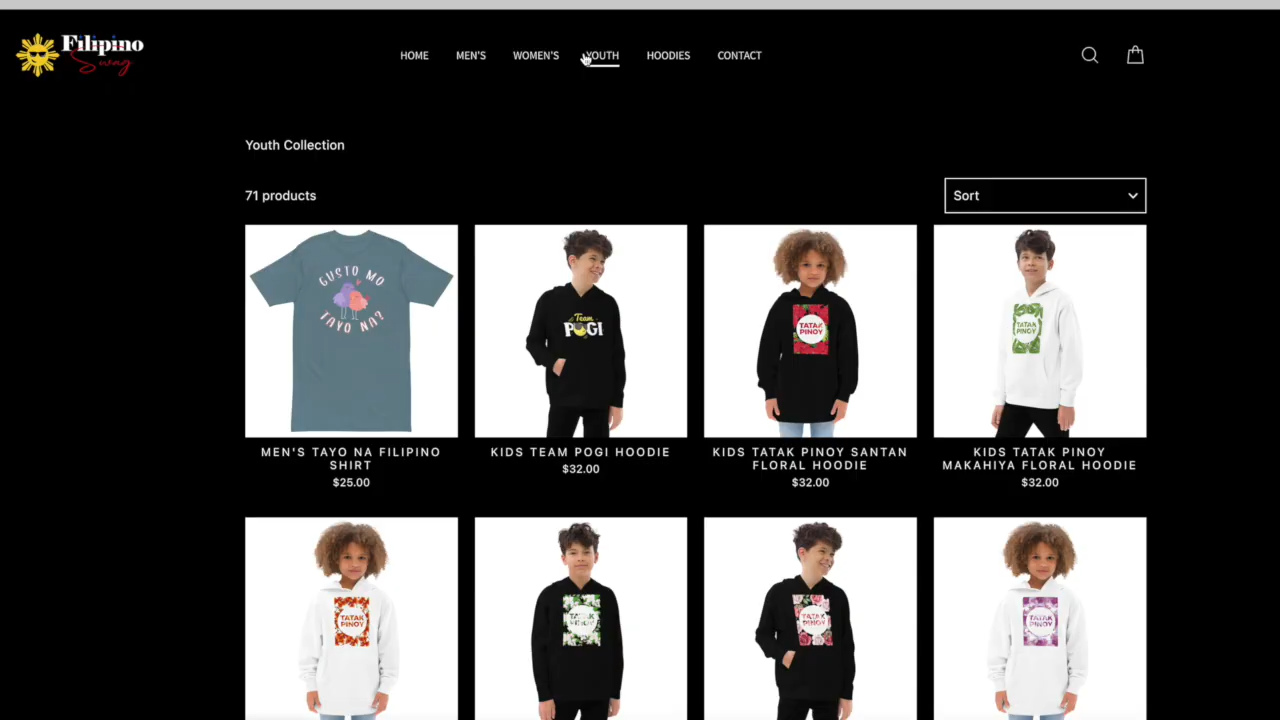 Filipino
Swag
HOME MEN'S WOMEN'S YOUTH HOODIES CONTACT
Youth Collection
71 products
Sort
GUSTO MO
TAYO NA?
Team
POGI
TATAK
PINOY
TATAK
PINOY
MEN'S TAYO NA FILIPINO
SHIRT
$25.00
KIDS TEAM POGI HOODIE
$32.00
KIDS TATAK PINOY SANTAN
FLORAL HOODIE
$32.00
KIDS TATAK PINOY
MAKAHIYA FLORAL HOODIE
$32.00
TATAK
PINOY
TATAK
PINOY
TATAK
PINOY
TATAK
PINOY